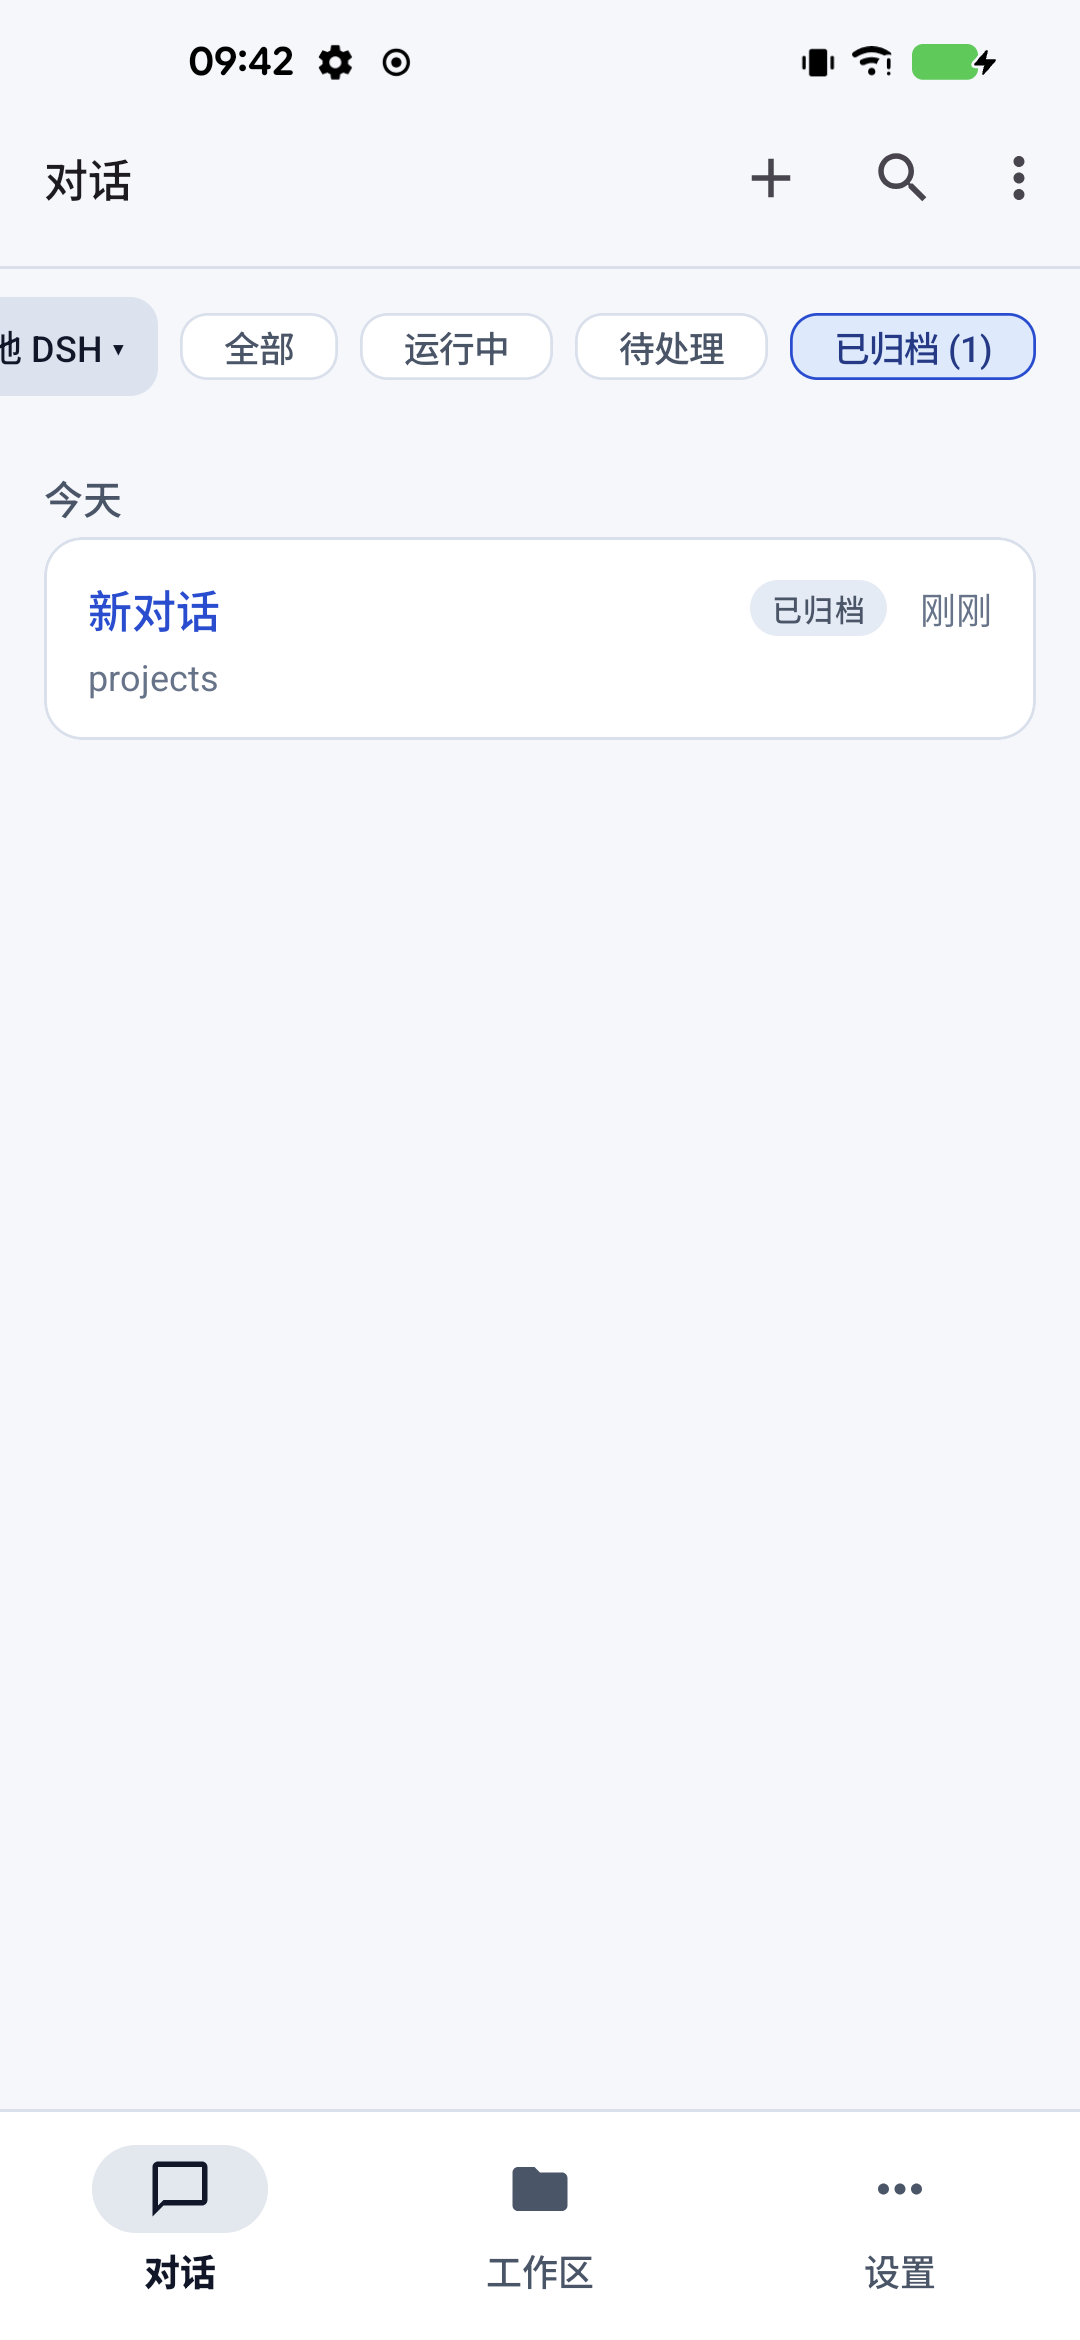 09:42
对话
地 DSH ▾
全部
运行中
待处理
已归档 (1)
今天
新对话
已归档
刚刚
projects
对话
工作区
设置